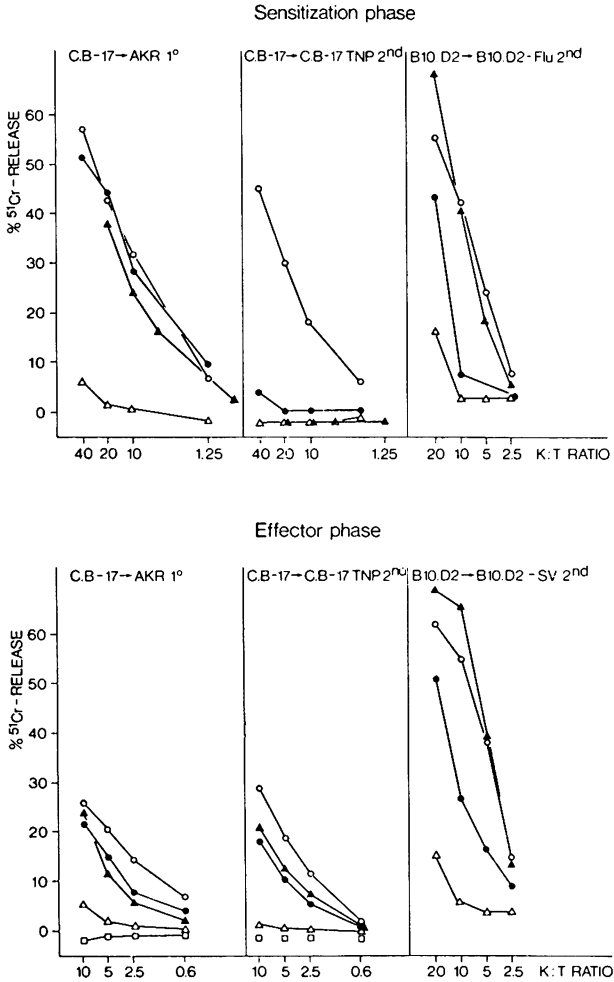 Sensitization phase
C.B-17→AKR 1º
C.B-17→C.B-17 TNP 2nd
B10.D2→B10.D2-Flu 2nd
% 51Cr-RELEASE
60
50
40
30
20
10
0
40 20 10 1.25
40 20 10 1.25
20 10 5 2.5 K:T RATIO
Effector phase
C.B-17→AKR 1º
C.B-17→C.B-17 TNP 2nd
B10.D2→B10.D2-SV 2nd
% 51Cr-RELEASE
60
50
40
30
20
10
0
10 5 2.5 0.6
10 5 2.5 0.6
20 10 5 2.5 K:T RATIO